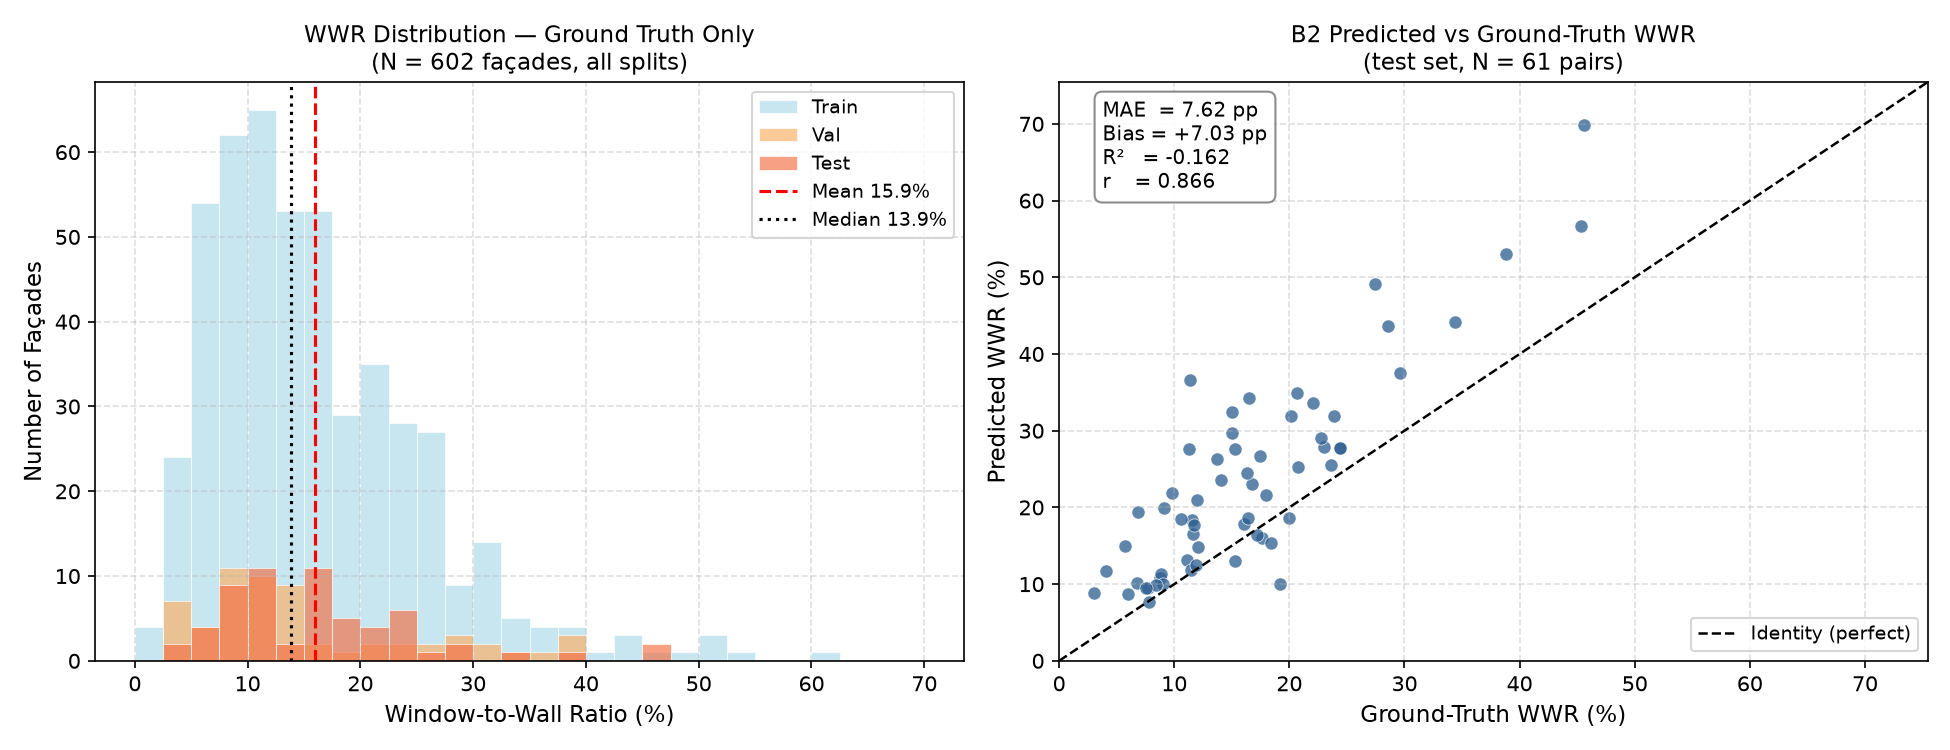 WWR Distribution — Ground Truth Only
(N = 602 façades, all splits)
Number of Façades
60
50
40
30
20
10
0
0 10 20 30 40 50 60 70
Window-to-Wall Ratio (%)
Train
Val
Test
Mean 15.9%
Median 13.9%
B2 Predicted vs Ground-Truth WWR
(test set, N = 61 pairs)
MAE = 7.62 pp
Bias = +7.03 pp
R² = -0.162
r = 0.866
Predicted WWR (%)
70
60
50
40
30
20
10
0
0 10 20 30 40 50 60 70
Ground-Truth WWR (%)
Identity (perfect)